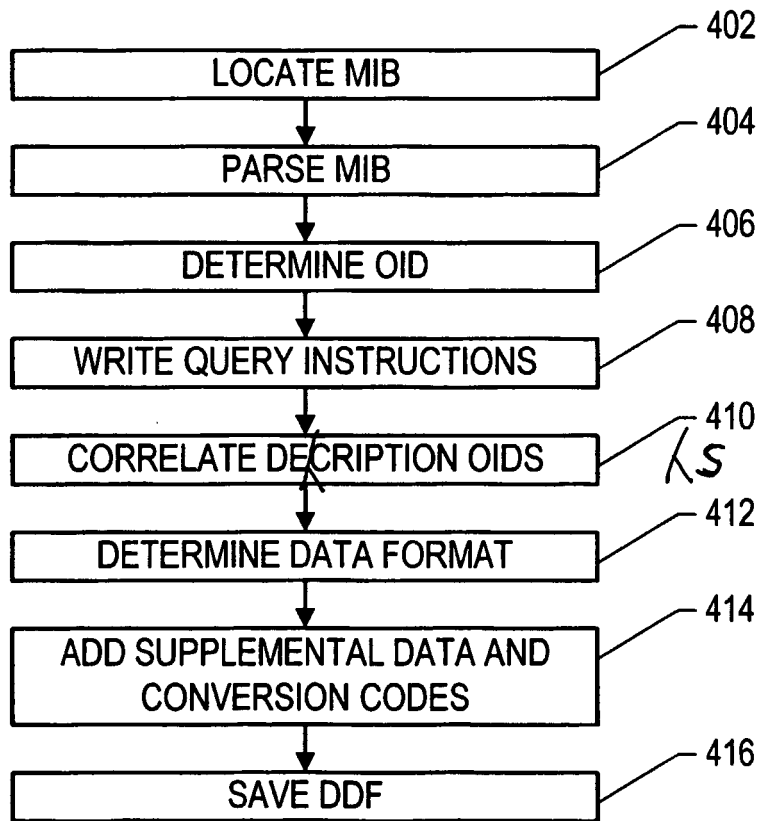 402
LOCATE MIB
404
PARSE MIB
406
DETERMINE OID
408
WRITE QUERY INSTRUCTIONS
410
CORRELATE DECRIPTION OIDS
s
412
DETERMINE DATA FORMAT
414
ADD SUPPLEMENTAL DATA AND
CONVERSION CODES
416
SAVE DDF